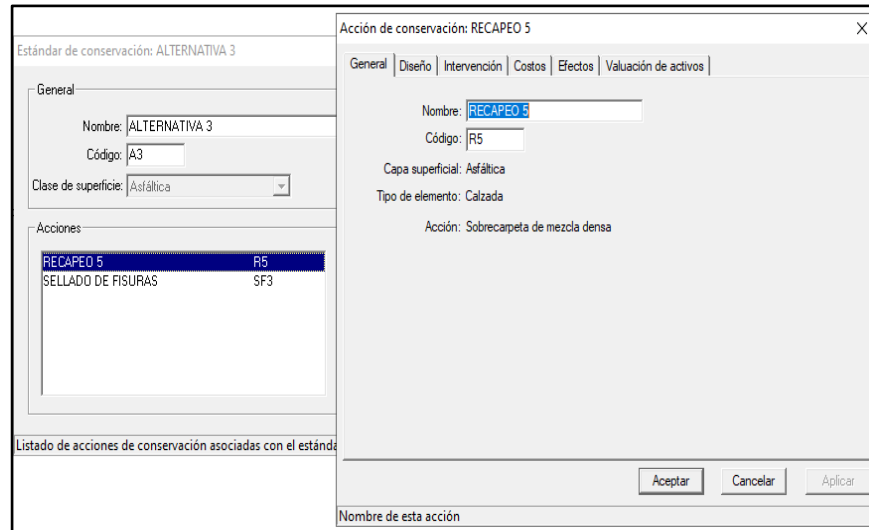 Estándar de conservación: ALTERNATIVA 3
General
Nombre: ALTERNATIVA 3
Código: A3
Clase de superficie: Asfáltica
Acciones
RECAPEO 5 R5
SELLADO DE FISURAS SF3
Listado de acciones de conservación asociadas con el estánda
Acción de conservación: RECAPEO 5
General Diseño Intervención Costos Efectos Valuación de activos
Nombre: RECAPEO 5
Código: R5
Capa superficial: Asfáltica
Tipo de elemento: Calzada
Acción: Sobrecarpeta de mezcla densa
Aceptar Cancelar Aplicar
Nombre de esta acción